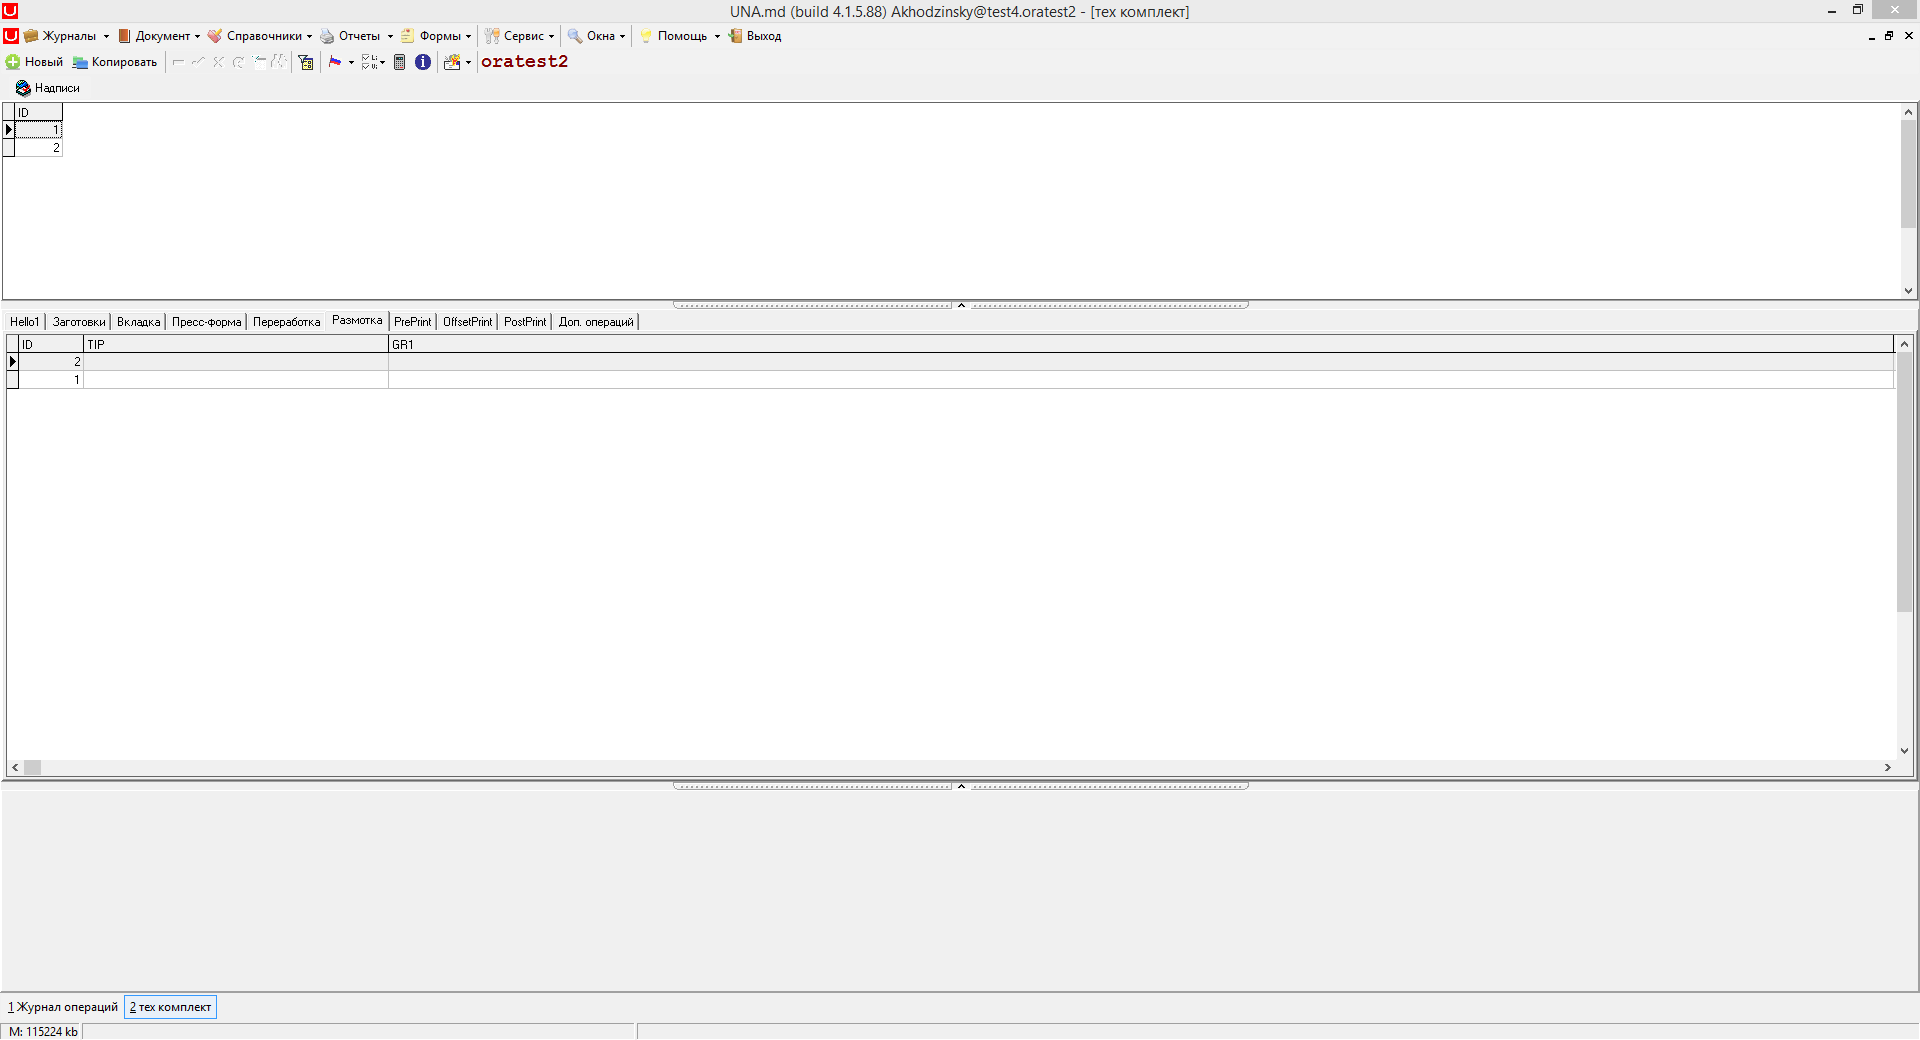 UNA.md (build 4.1.5.88) Akhodzinsky@test4.oratest2 - [тех комплект]
Журналы Документ Справочники Отчеты Формы Сервис Окна Помощь Выход
Новый Копировать oratest2
Надписи
ID
1
2
Hello1 Заготовки Вкладка Пресс-форма Переработка Размотка PrePrint OffsetPrint PostPrint Доп. операций
ID TIP GR1
2
1
1 Журнал операций 2 тех комплект
M: 115224 kb